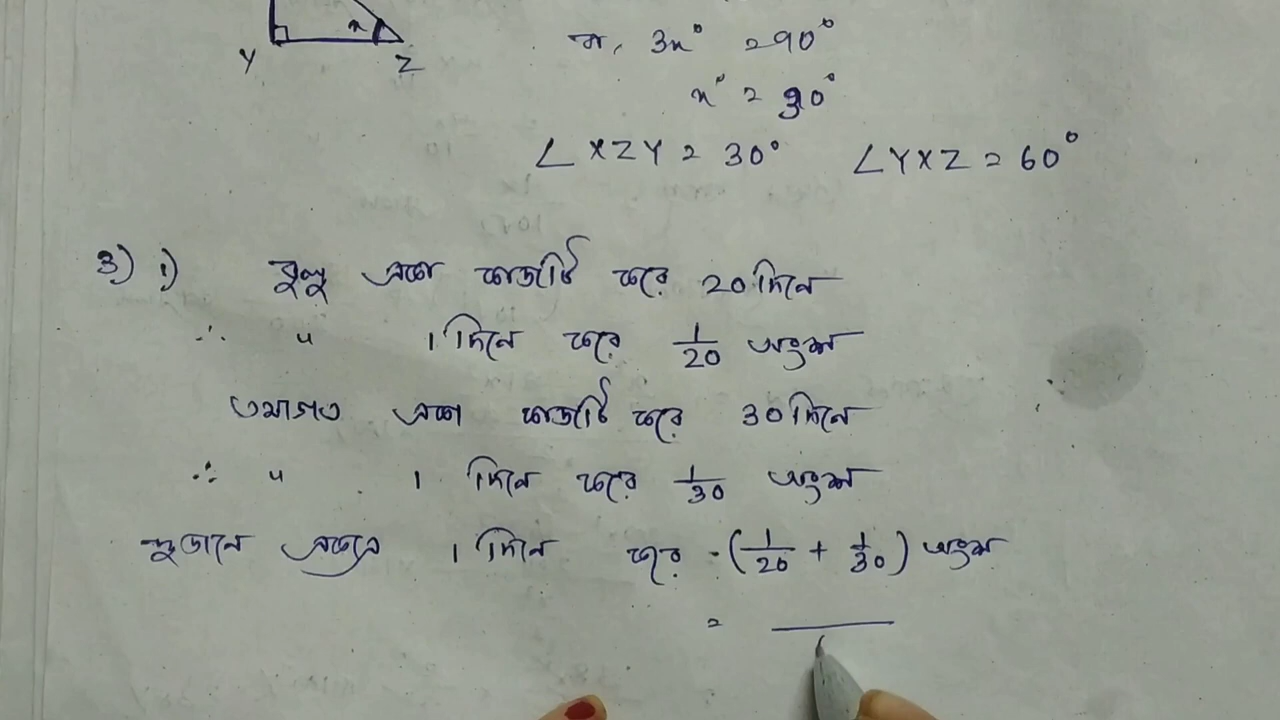 x
Y
Z
বা, 3x° = 90°
x° = 30°
∠XZY = 30° ∠YXZ = 60°
3) i) বুলু একা কাজটি করে 20 দিনে
∴ " 1 দিনে করে 1/20 অংশ
তথাগত একা কাজটি করে 30 দিনে
∴ " 1 দিনে করে 1/30 অংশ
দুজনে একত্রে 1 দিনে করে - (1/20 + 1/30) অংশ
=